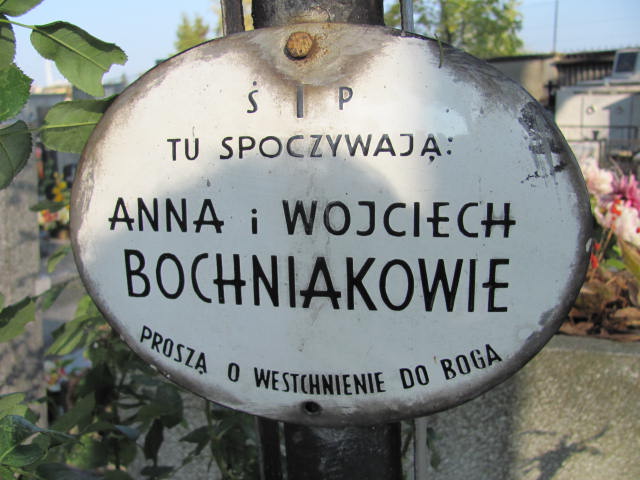 Ś I P
TU SPOCZYWAJĄ:
ANNA i WOJCIECH
BOCHNIAKOWIE
PROSZĄ O WESTCHNIENIE DO BOGA